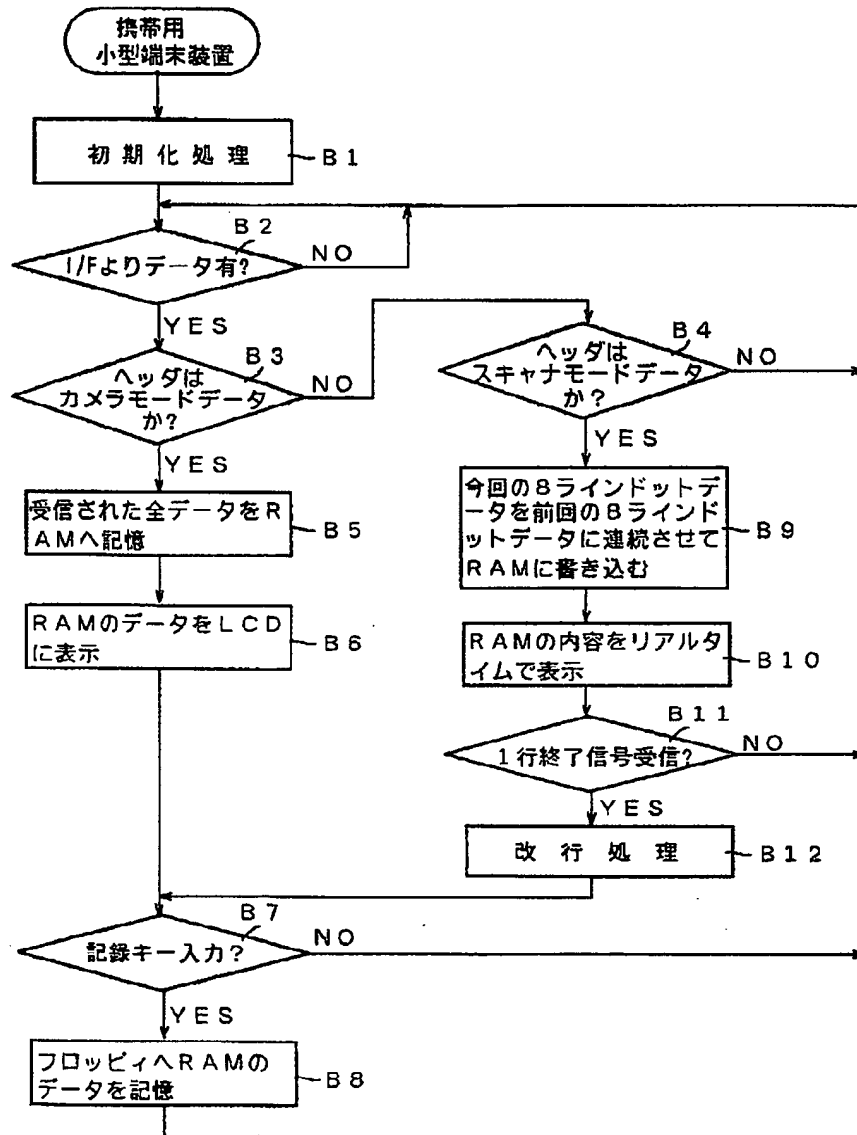 携帯用
小型端末装置
初期化処理
B1
B2
I/Fよりデータ有?
NO
YES
B3
ヘッダは
カメラモードデータ
か?
NO
YES
B4
ヘッダは
スキャナモードデータ
か?
NO
YES
受信された全データをR
AMへ記憶
B5
RAMのデータをLCD
に表示
B6
今回の8ラインドットデ
ータを前回の8ラインド
ットデータに連続させて
RAMに書き込む
B9
RAMの内容をリアルタ
イムで表示
B10
B11
1行終了信号受信?
NO
YES
改行処理
B12
B7
記録キー入力?
NO
YES
フロッピィへRAMの
データを記憶
B8